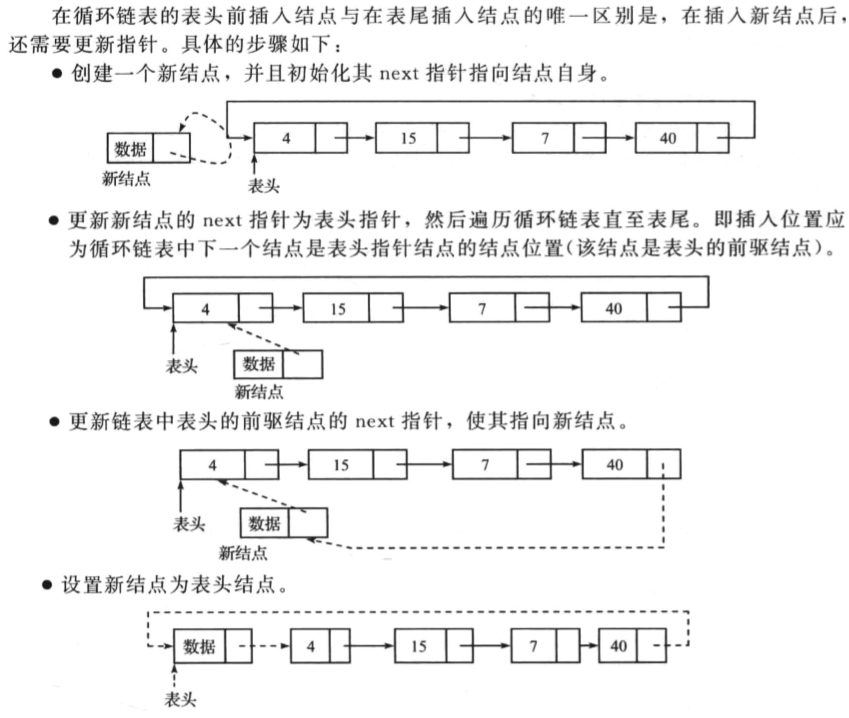 在循环链表的表头前插入结点与在表尾插入结点的唯一区别是，在插入新结点后，
还需要更新指针。具体的步骤如下：
● 创建一个新结点，并且初始化其 next 指针指向结点自身。
数据
4
15
7
40
新结点
表头
● 更新新结点的 next 指针为表头指针，然后遍历循环链表直至表尾。即插入位置应
为循环链表中下一个结点是表头指针结点的结点位置(该结点是表头的前驱结点)。
4
15
7
40
表头
数据
新结点
● 更新链表中表头的前驱结点的 next 指针，使其指向新结点。
4
15
7
40
表头
数据
新结点
● 设置新结点为表头结点。
数据
4
15
7
40
表头